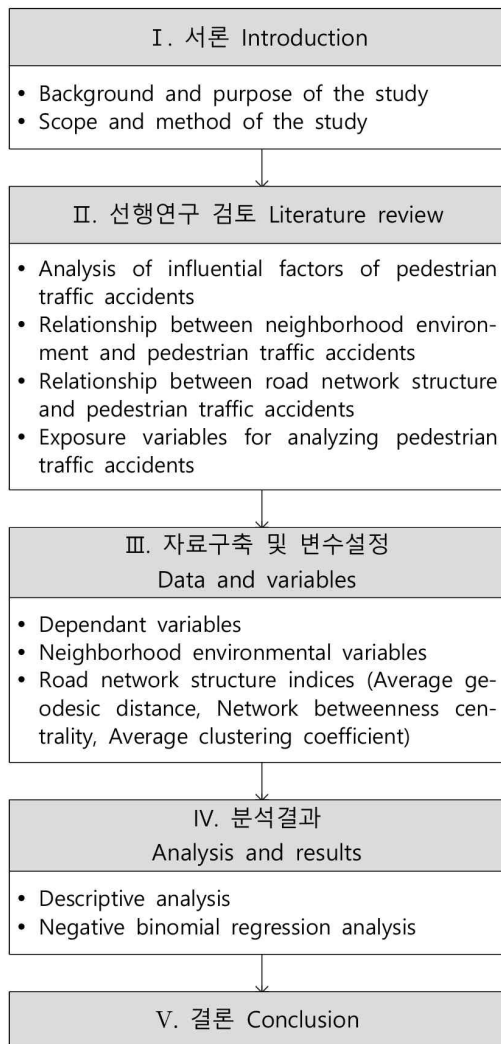 Ⅰ. 서론 Introduction
• Background and purpose of the study
• Scope and method of the study
Ⅱ. 선행연구 검토 Literature review
• Analysis of influential factors of pedestrian
traffic accidents
• Relationship between neighborhood environ-
ment and pedestrian traffic accidents
• Relationship between road network structure
and pedestrian traffic accidents
• Exposure variables for analyzing pedestrian
traffic accidents
Ⅲ. 자료구축 및 변수설정
Data and variables
• Dependant variables
• Neighborhood environmental variables
• Road network structure indices (Average ge-
odesic distance, Network betweenness cen-
trality, Average clustering coefficient)
Ⅳ. 분석결과
Analysis and results
• Descriptive analysis
• Negative binomial regression analysis
Ⅴ. 결론 Conclusion